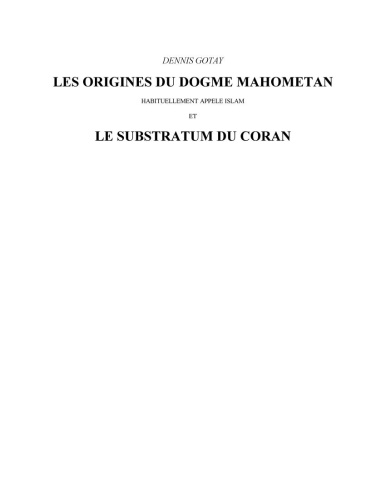 DENNIS GOTAY
LES ORIGINES DU DOGME MAHOMETAN
HABITUELLEMENT APPELE ISLAM
ET
LE SUBSTRATUM DU CORAN